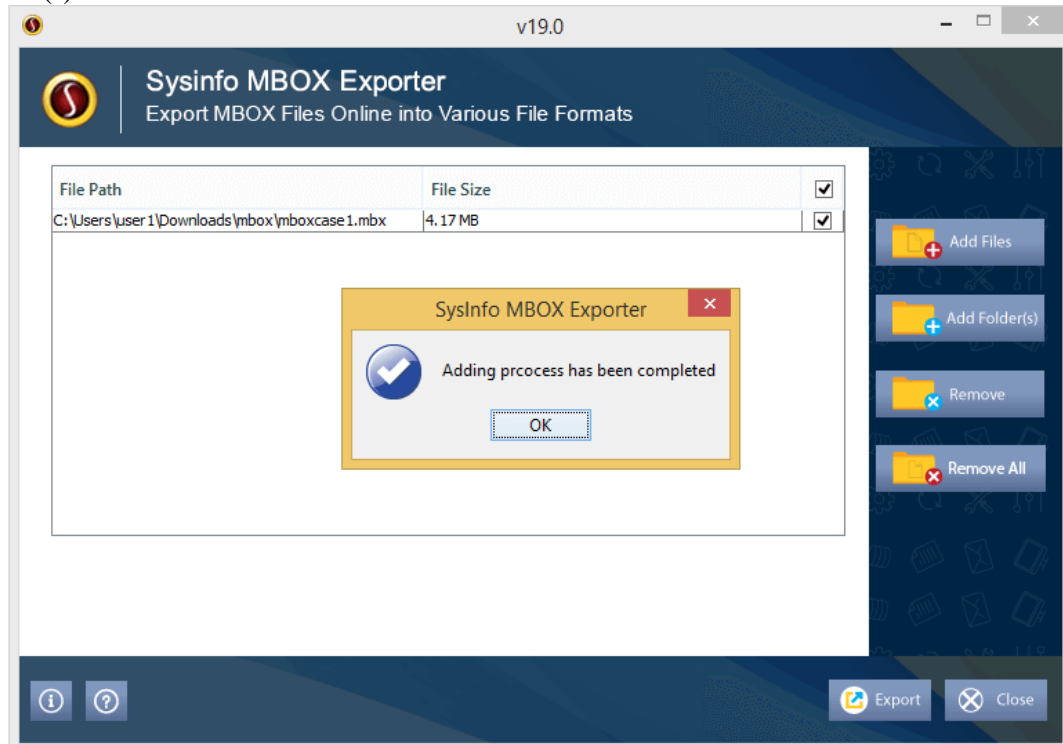 v19.0
Sysinfo MBOX Exporter
Export MBOX Files Online into Various File Formats
File Path File Size
C:\Users\user1\Downloads\mbox\mboxcase1.mbx 4.17 MB
SysInfo MBOX Exporter
Adding prcocess has been completed
OK
Add Files
Add Folder(s)
Remove
Remove All
Export Close